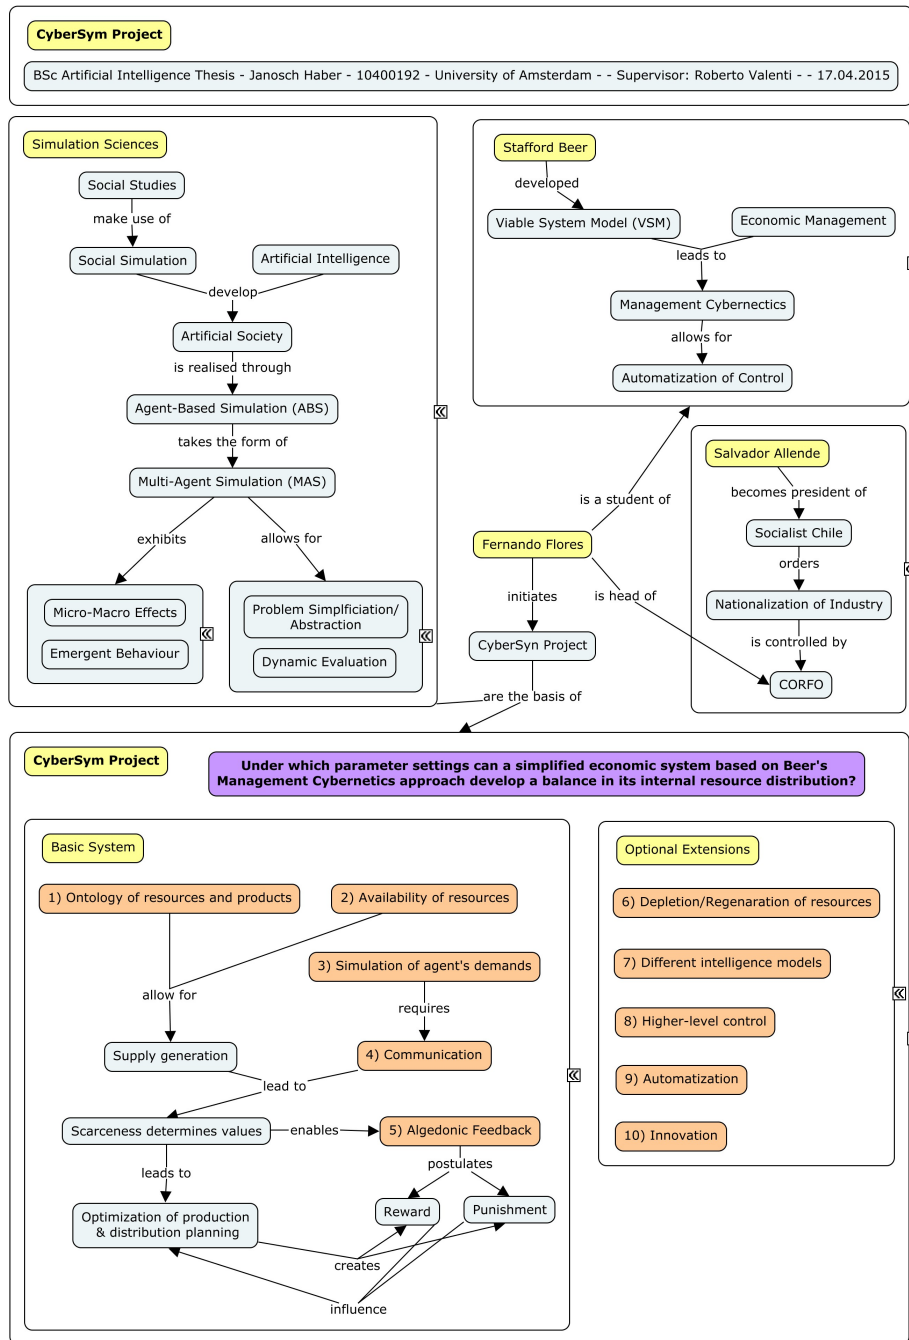 CyberSym Project
BSc Artificial Intelligence Thesis - Janosch Haber - 10400192 - University of Amsterdam - - Supervisor: Roberto Valenti - - 17.04.2015
Simulation Sciences
Social Studies
make use of
Social Simulation
Artificial Intelligence
develop
Artificial Society
is realised through
Agent-Based Simulation (ABS)
takes the form of
Multi-Agent Simulation (MAS)
exhibits
allows for
Micro-Macro Effects
Emergent Behaviour
Problem Simplficiation/
Abstraction
Dynamic Evaluation
Stafford Beer
developed
Viable System Model (VSM)
Economic Management
leads to
Management Cybernectics
allows for
Automatization of Control
Salvador Allende
becomes president of
Socialist Chile
orders
Nationalization of Industry
is controlled by
CORFO
is a student of
Fernando Flores
initiates
is head of
CyberSyn Project
are the basis of
CyberSym Project
Under which parameter settings can a simplified economic system based on Beer's
Management Cybernetics approach develop a balance in its internal resource distribution?
Basic System
1) Ontology of resources and products
2) Availability of resources
3) Simulation of agent's demands
allow for
requires
Supply generation
4) Communication
lead to
Scarceness determines values
enables
5) Algedonic Feedback
leads to
postulates
Optimization of production
& distribution planning
Reward
Punishment
creates
influence
Optional Extensions
6) Depletion/Regenaration of resources
7) Different intelligence models
8) Higher-level control
9) Automatization
10) Innovation